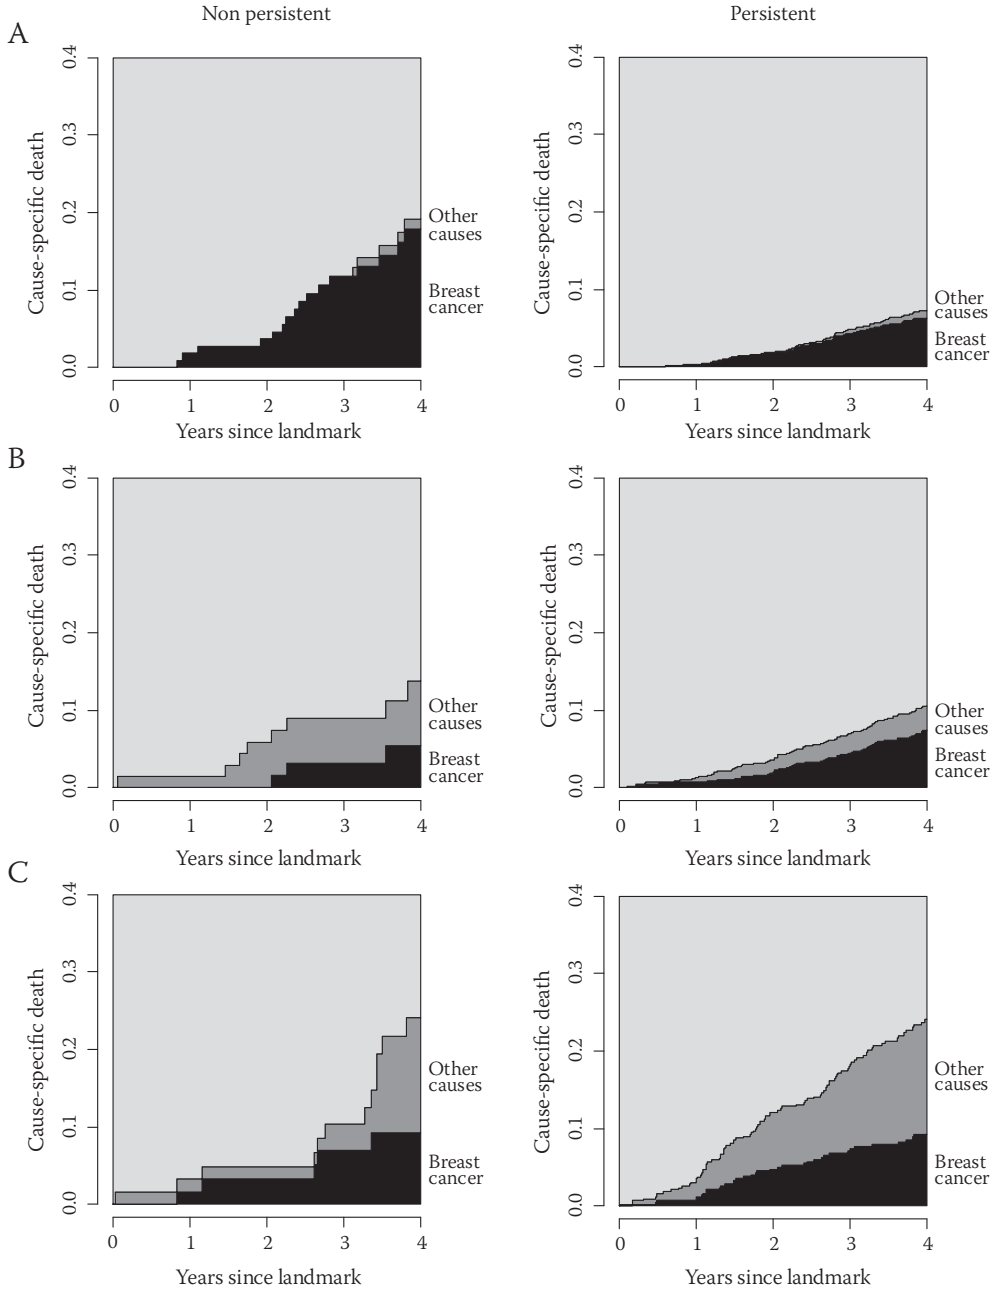 Non persistent
Persistent
A
Cause-specific death
0.4
0.3
0.2
0.1
0.0
Other
causes
Breast
cancer
0 1 2 3 4
Years since landmark
Cause-specific death
0.4
0.3
0.2
0.1
0.0
Other
causes
Breast
cancer
0 1 2 3 4
Years since landmark
B
Cause-specific death
0.4
0.3
0.2
0.1
0.0
Other
causes
Breast
cancer
0 1 2 3 4
Years since landmark
Cause-specific death
0.4
0.3
0.2
0.1
0.0
Other
causes
Breast
cancer
0 1 2 3 4
Years since landmark
C
Cause-specific death
0.4
0.3
0.2
0.1
0.0
Other
causes
Breast
cancer
0 1 2 3 4
Years since landmark
Cause-specific death
0.4
0.3
0.2
0.1
0.0
Other
causes
Breast
cancer
0 1 2 3 4
Years since landmark